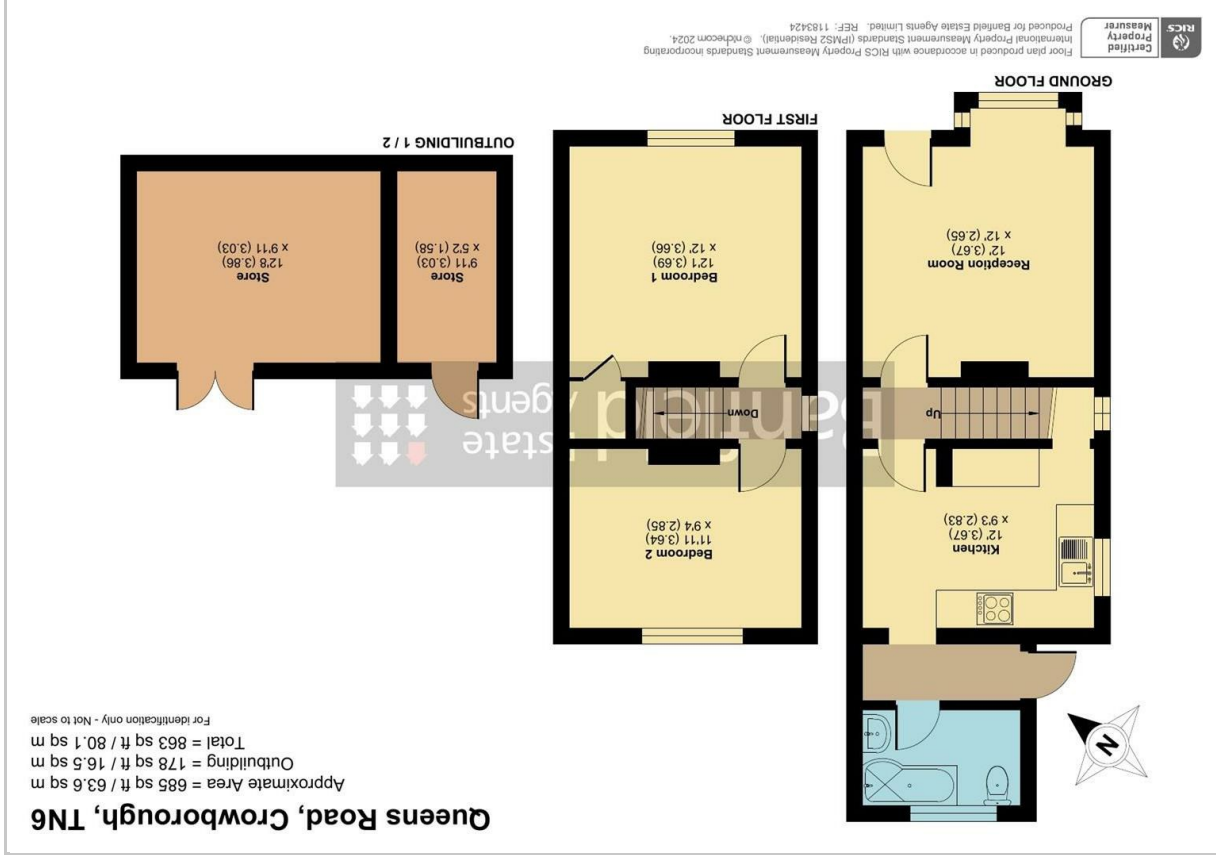 Queens Road, Crowborough, TN6
Approximate Area = 685 sq ft / 63.6 sq m
Outbuilding = 178 sq ft / 16.5 sq m
Total = 863 sq ft / 80.1 sq m
For identification only - Not to scale
N
Kitchen
12' (3.67)
x 9'3 (2.83)
Up
Reception Room
12' (3.67)
x 12' (2.65)
GROUND FLOOR
Bedroom 2
11'11 (3.64)
x 9'4 (2.85)
Down
Bedroom 1
12'1 (3.69)
x 12' (3.66)
FIRST FLOOR
Store
9'11 (3.03)
x 5'2 (1.58)
Store
12'8 (3.86)
x 9'11 (3.03)
OUTBUILDING 1 / 2
Banfield
Estate
Agents
Certified
Property
Measurer
RICS
Floor plan produced in accordance with RICS Property Measurement Standards incorporating
International Property Measurement Standards (IPMS2 Residential). © nichecom 2024.
Produced for Banfield Estate Agents Limited. REF: 1183424